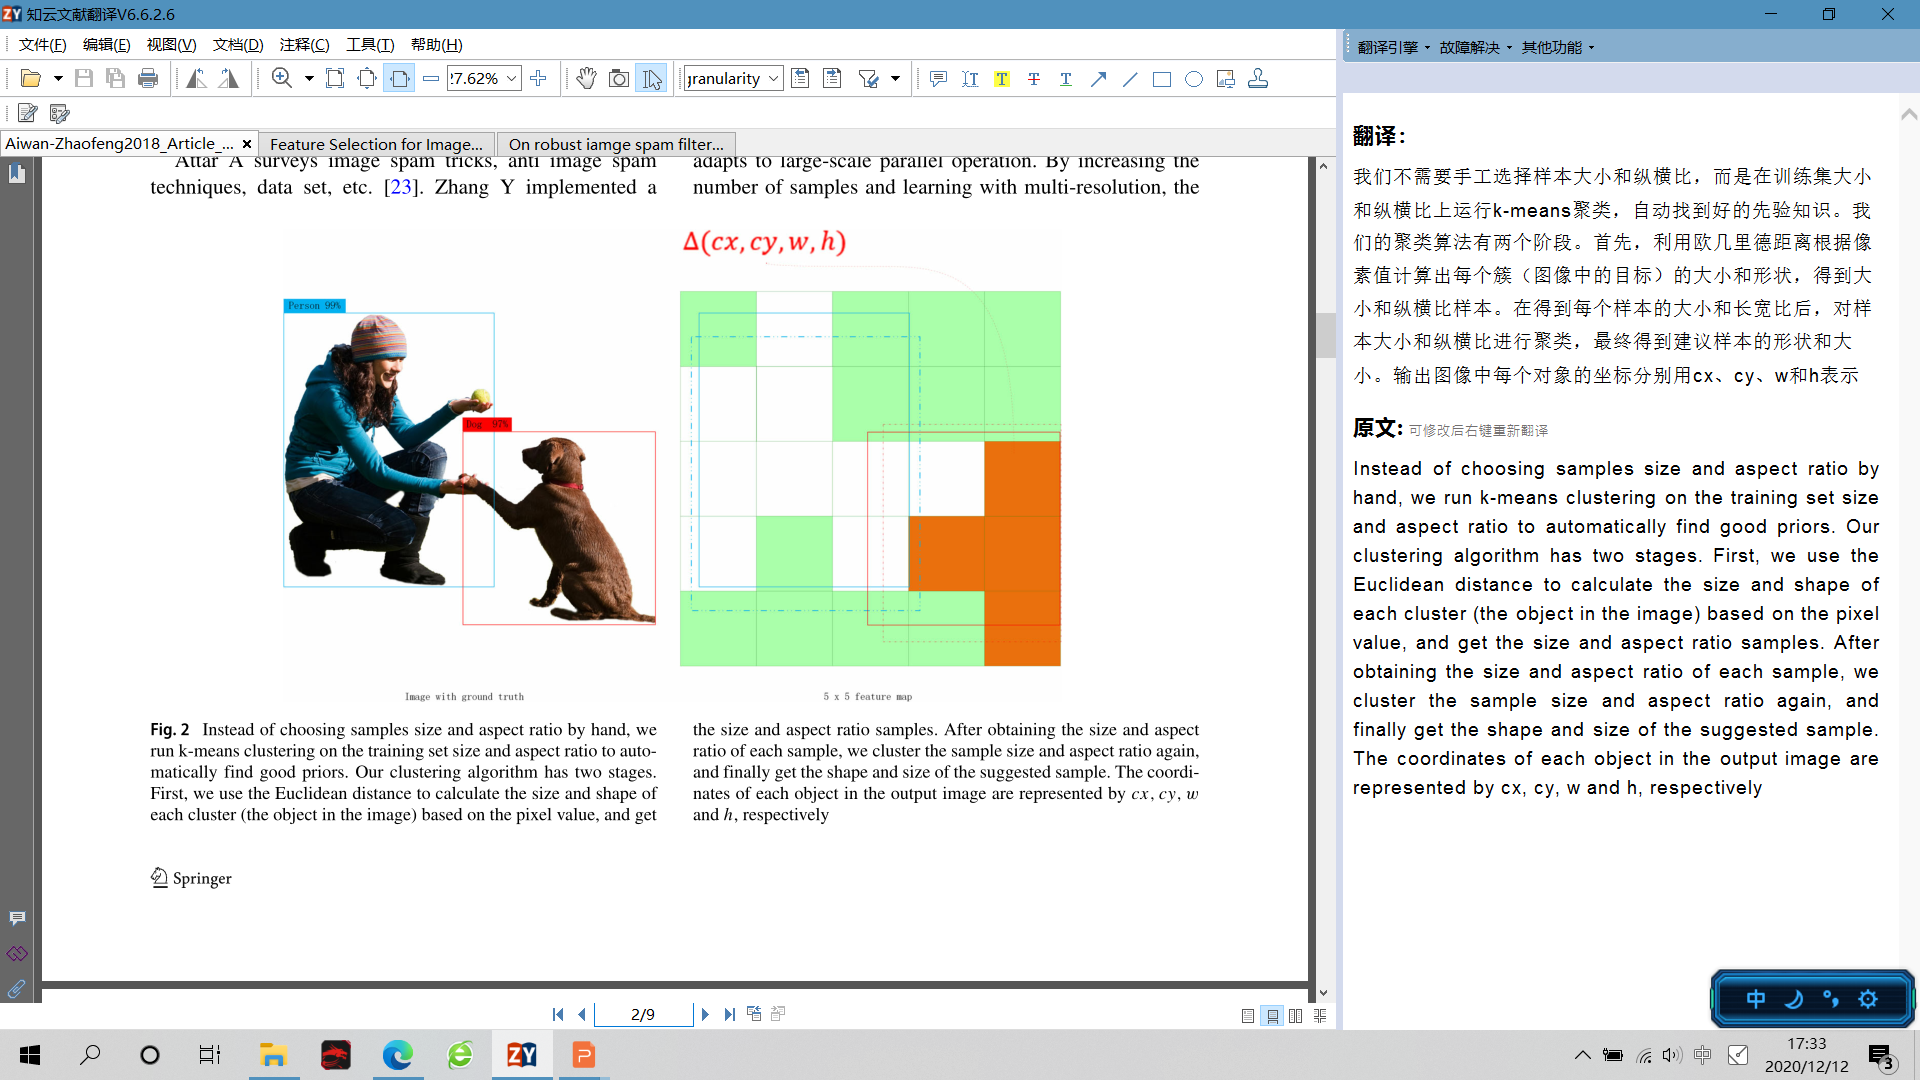 知云文献翻译V6.6.2.6
文件(F) 编辑(E) 视图(V) 文档(D) 注释(C) 工具(T) 帮助(H)
翻译引擎 故障解决 其他功能
?7.62%
ranularity
Aiwan-Zhaofeng2018_Article_...
Feature Selection for Image...
On robust iamge spam filter...
Attar A surveys image spam tricks, anti image spam
techniques, data set, etc. [23]. Zhang Y implemented a
adapts to large-scale parallel operation. By increasing the
number of samples and learning with multi-resolution, the
Δ(cx, cy, w, h)
Person 99%
Dog 97%
Image with ground truth
5 x 5 feature map
Fig. 2 Instead of choosing samples size and aspect ratio by hand, we
run k-means clustering on the training set size and aspect ratio to auto-
matically find good priors. Our clustering algorithm has two stages.
First, we use the Euclidean distance to calculate the size and shape of
each cluster (the object in the image) based on the pixel value, and get
the size and aspect ratio samples. After obtaining the size and aspect
ratio of each sample, we cluster the sample size and aspect ratio again,
and finally get the shape and size of the suggested sample. The coordi-
nates of each object in the output image are represented by cx, cy, w
and h, respectively
Springer
2/9
翻译:
我们不需要手工选择样本大小和纵横比，而是在训练集大小
和纵横比上运行k-means聚类，自动找到好的先验知识。我
们的聚类算法有两个阶段。首先，利用欧几里德距离根据像
素值计算出每个簇（图像中的目标）的大小和形状，得到大
小和纵横比样本。在得到每个样本的大小和长宽比后，对样
本大小和纵横比进行聚类，最终得到建议样本的形状和大
小。输出图像中每个对象的坐标分别用cx、cy、w和h表示
原文: 可修改后右键重新翻译
Instead of choosing samples size and aspect ratio by
hand, we run k-means clustering on the training set size
and aspect ratio to automatically find good priors. Our
clustering algorithm has two stages. First, we use the
Euclidean distance to calculate the size and shape of
each cluster (the object in the image) based on the pixel
value, and get the size and aspect ratio samples. After
obtaining the size and aspect ratio of each sample, we
cluster the sample size and aspect ratio again, and
finally get the shape and size of the suggested sample.
The coordinates of each object in the output image are
represented by cx, cy, w and h, respectively
中
中
17:33
2020/12/12
3